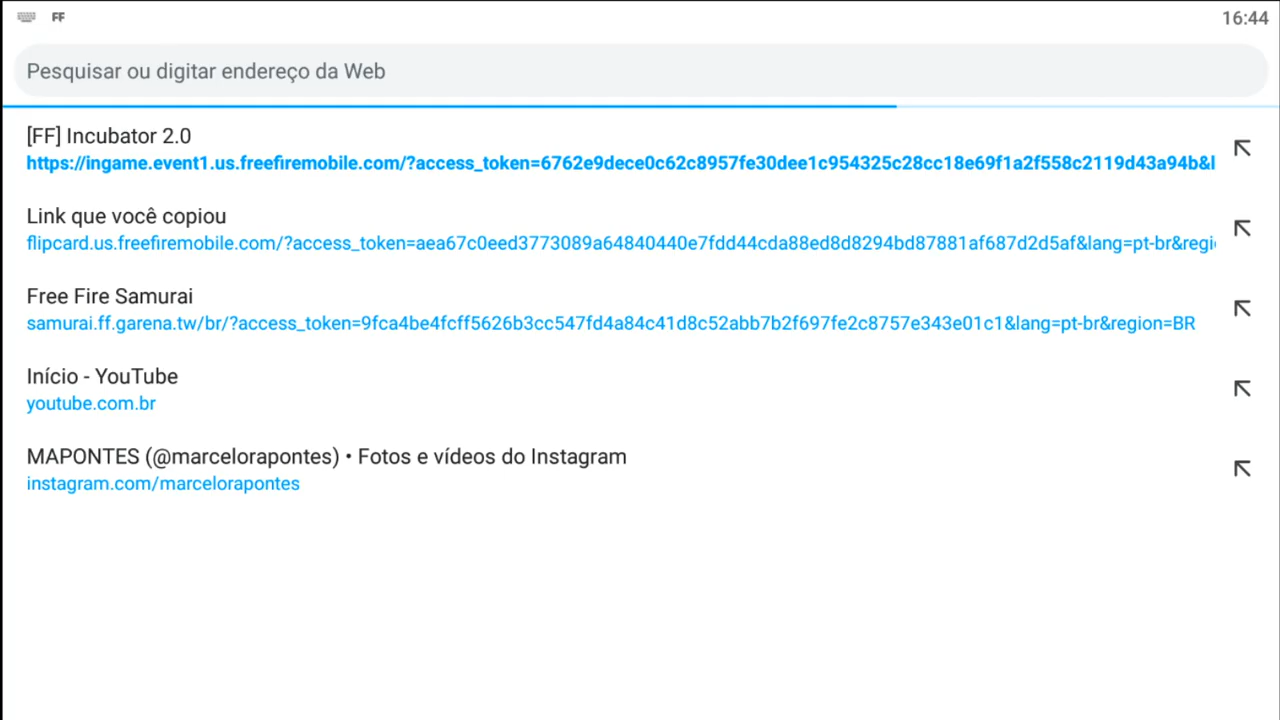 FF
16:44
Pesquisar ou digitar endereço da Web
[FF] Incubator 2.0
https://ingame.event1.us.freefiremobile.com/?access_token=6762e9dece0c62c8957fe30dee1c954325c28cc18e69f1a2f558c2119d43a94b&l
Link que você copiou
flipcard.us.freefiremobile.com/?access_token=aea67c0eed3773089a64840440e7fdd44cda88ed8d8294bd87881af687d2d5af&lang=pt-br&regi
Free Fire Samurai
samurai.ff.garena.tw/br/?access_token=9fca4be4fcff5626b3cc547fd4a84c41d8c52abb7b2f697fe2c8757e343e01c1&lang=pt-br&region=BR
Início - YouTube
youtube.com.br
MAPONTES (@marcelorapontes) • Fotos e vídeos do Instagram
instagram.com/marcelorapontes